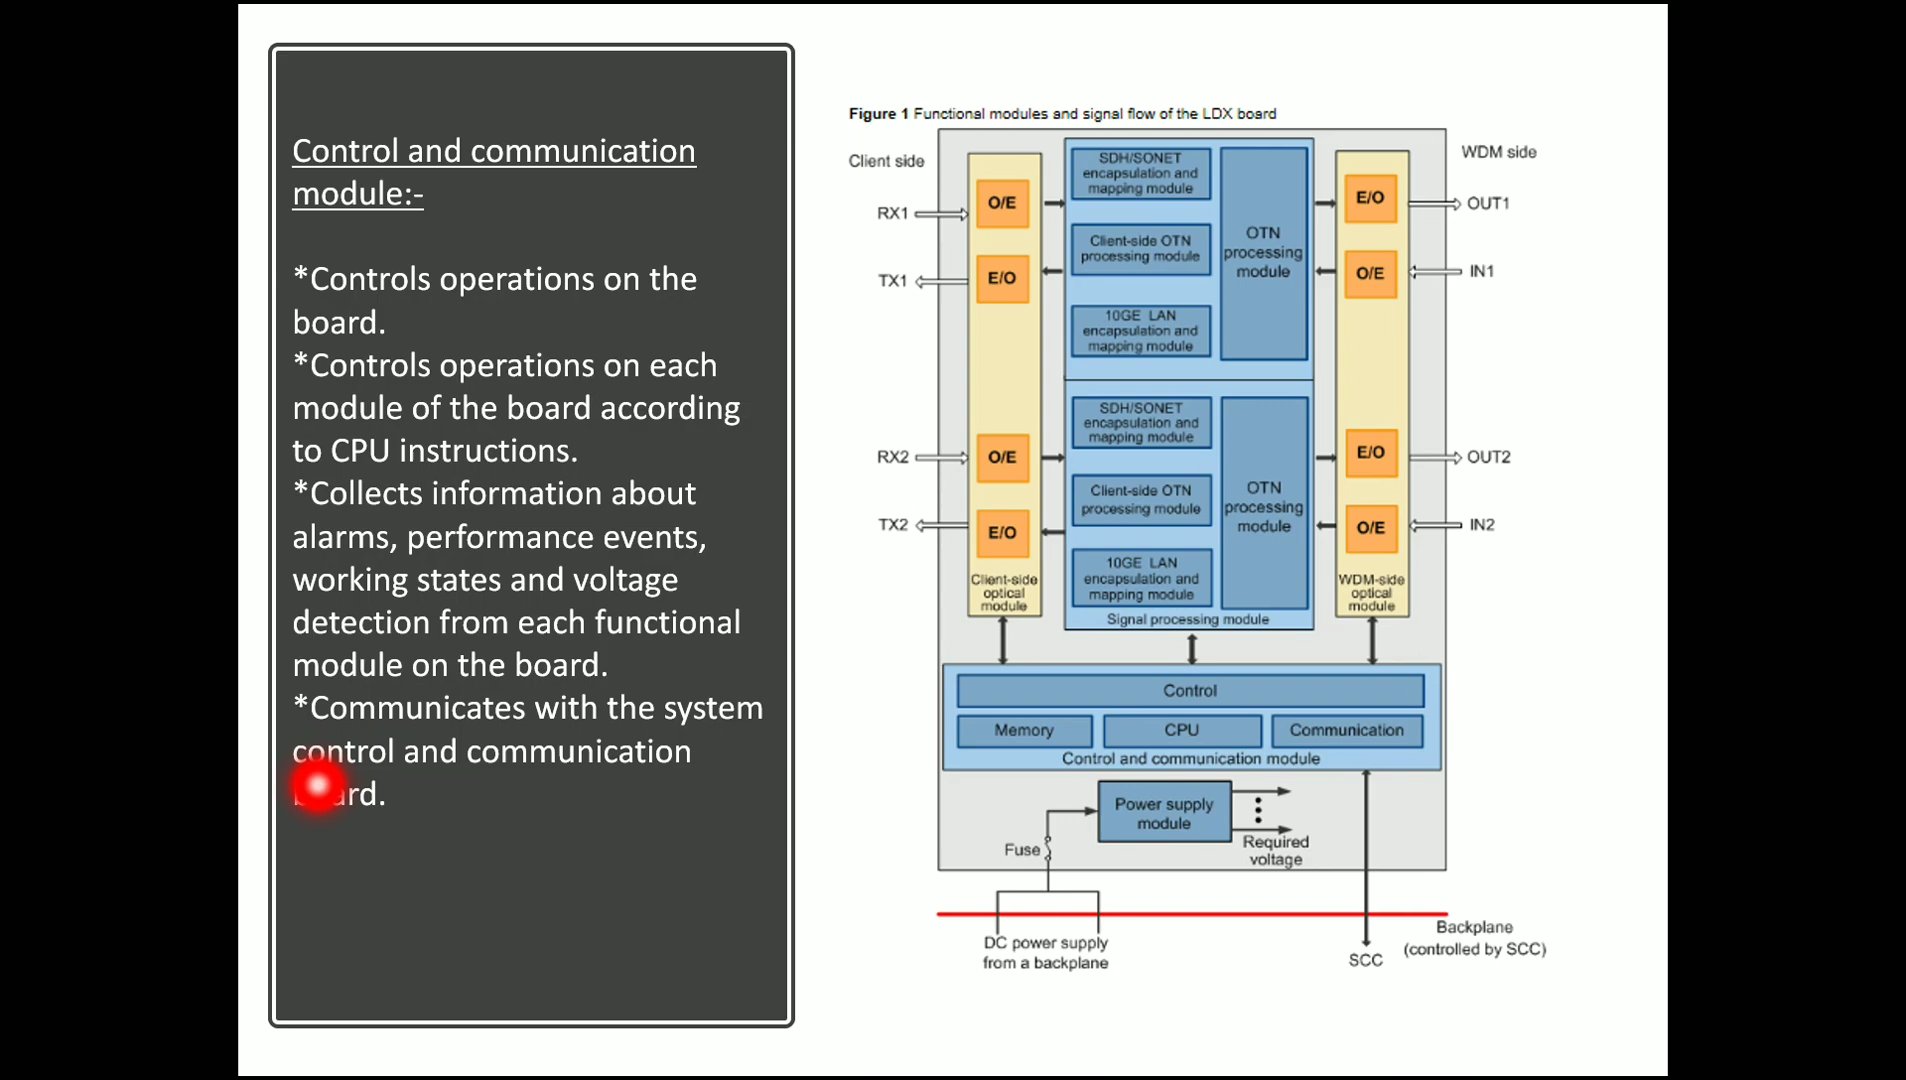 Control and communication
module:-
*Controls operations on the
board.
*Controls operations on each
module of the board according
to CPU instructions.
*Collects information about
alarms, performance events,
working states and voltage
detection from each functional
module on the board.
*Communicates with the system
control and communication
board.
Figure 1 Functional modules and signal flow of the LDX board
Client side
WDM side
RX1
TX1
RX2
TX2
O/E
E/O
O/E
E/O
Client-side
optical
module
SDH/SONET
encapsulation and
mapping module
Client-side OTN
processing module
10GE LAN
encapsulation and
mapping module
OTN
processing
module
SDH/SONET
encapsulation and
mapping module
Client-side OTN
processing module
10GE LAN
encapsulation and
mapping module
OTN
processing
module
Signal processing module
E/O
O/E
E/O
O/E
WDM-side
optical
module
OUT1
IN1
OUT2
IN2
Control
Memory
CPU
Communication
Control and communication module
Power supply
module
Fuse
Required
voltage
DC power supply
from a backplane
SCC
Backplane
(controlled by SCC)